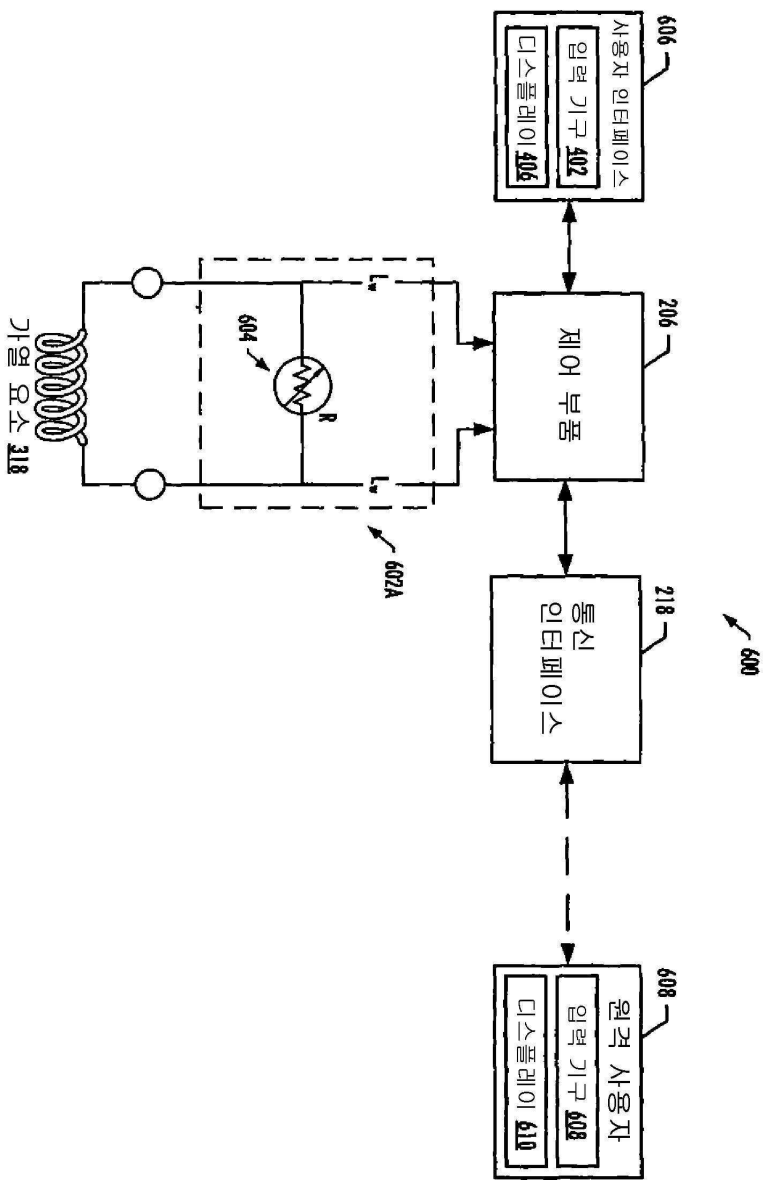 600
606
사용자 인터페이스
입력 기구 402
디스플레이 406
206
제어 부품
218
통신
인터페이스
608
원격 사용자
입력 기구 608
디스플레이 610
Lw
Lw
602A
604
R
가열 요소 318